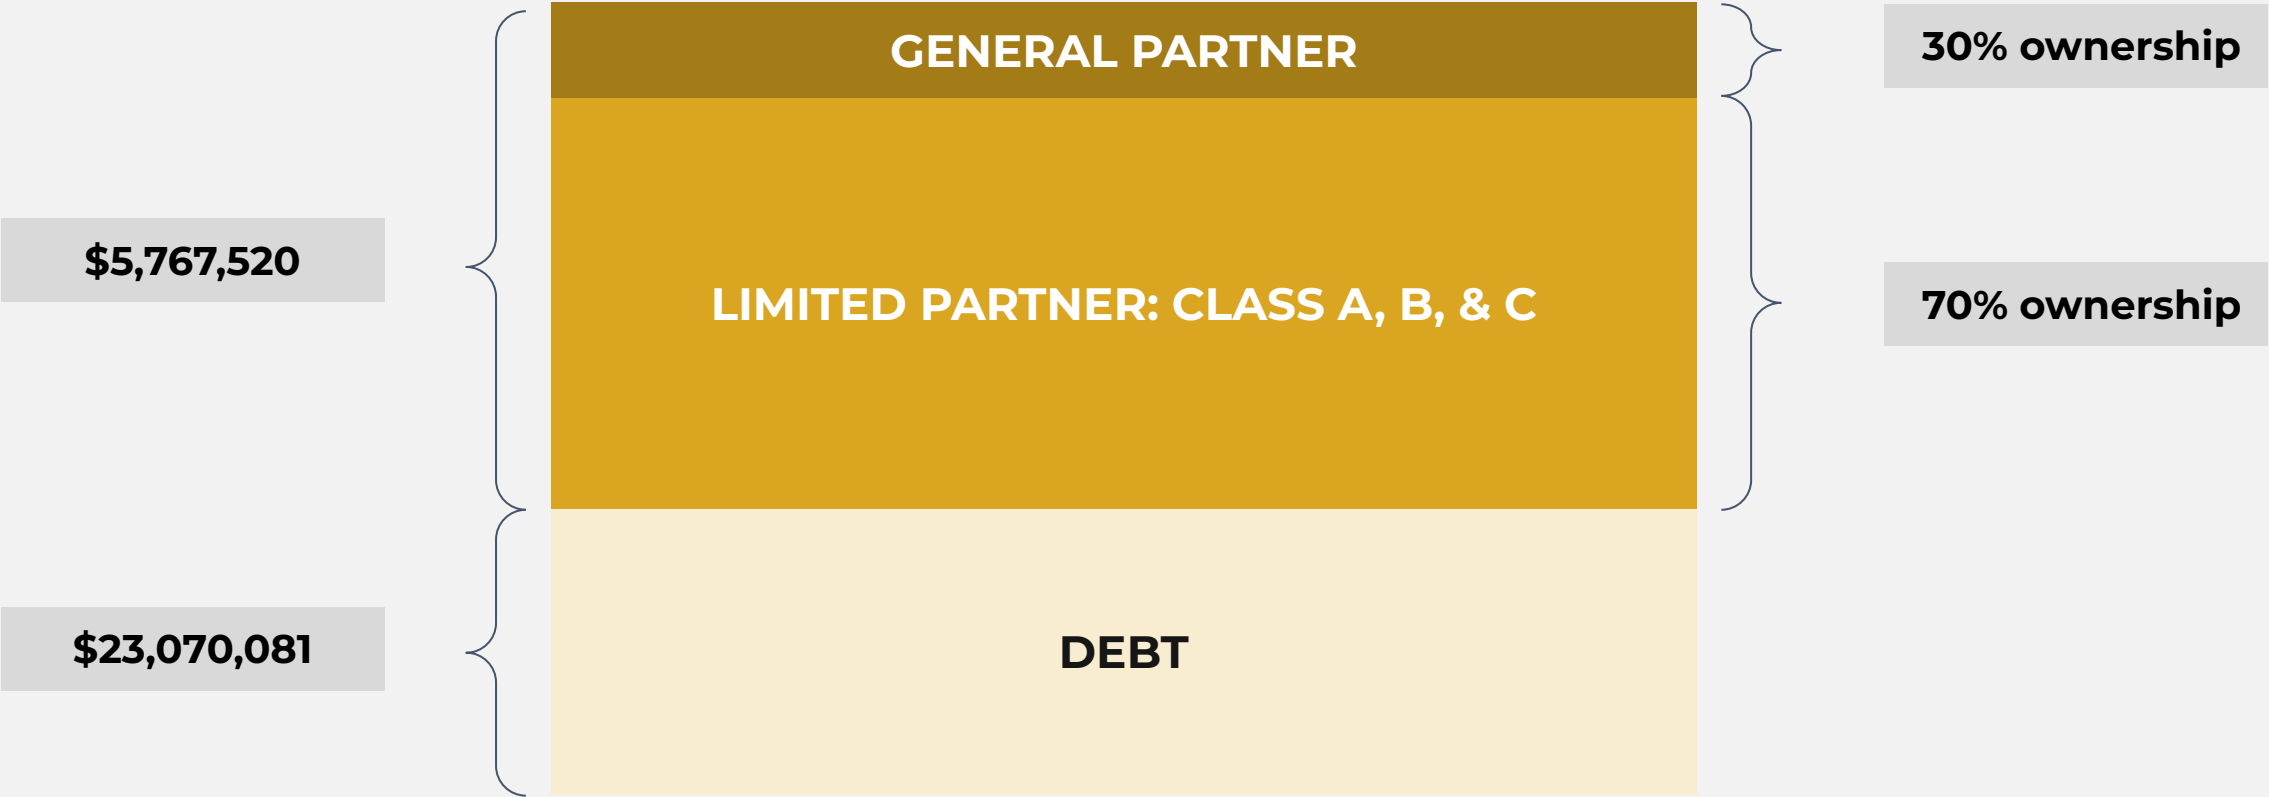 GENERAL PARTNER
30% ownership
$5,767,520
LIMITED PARTNER: CLASS A, B, & C
70% ownership
$23,070,081
DEBT